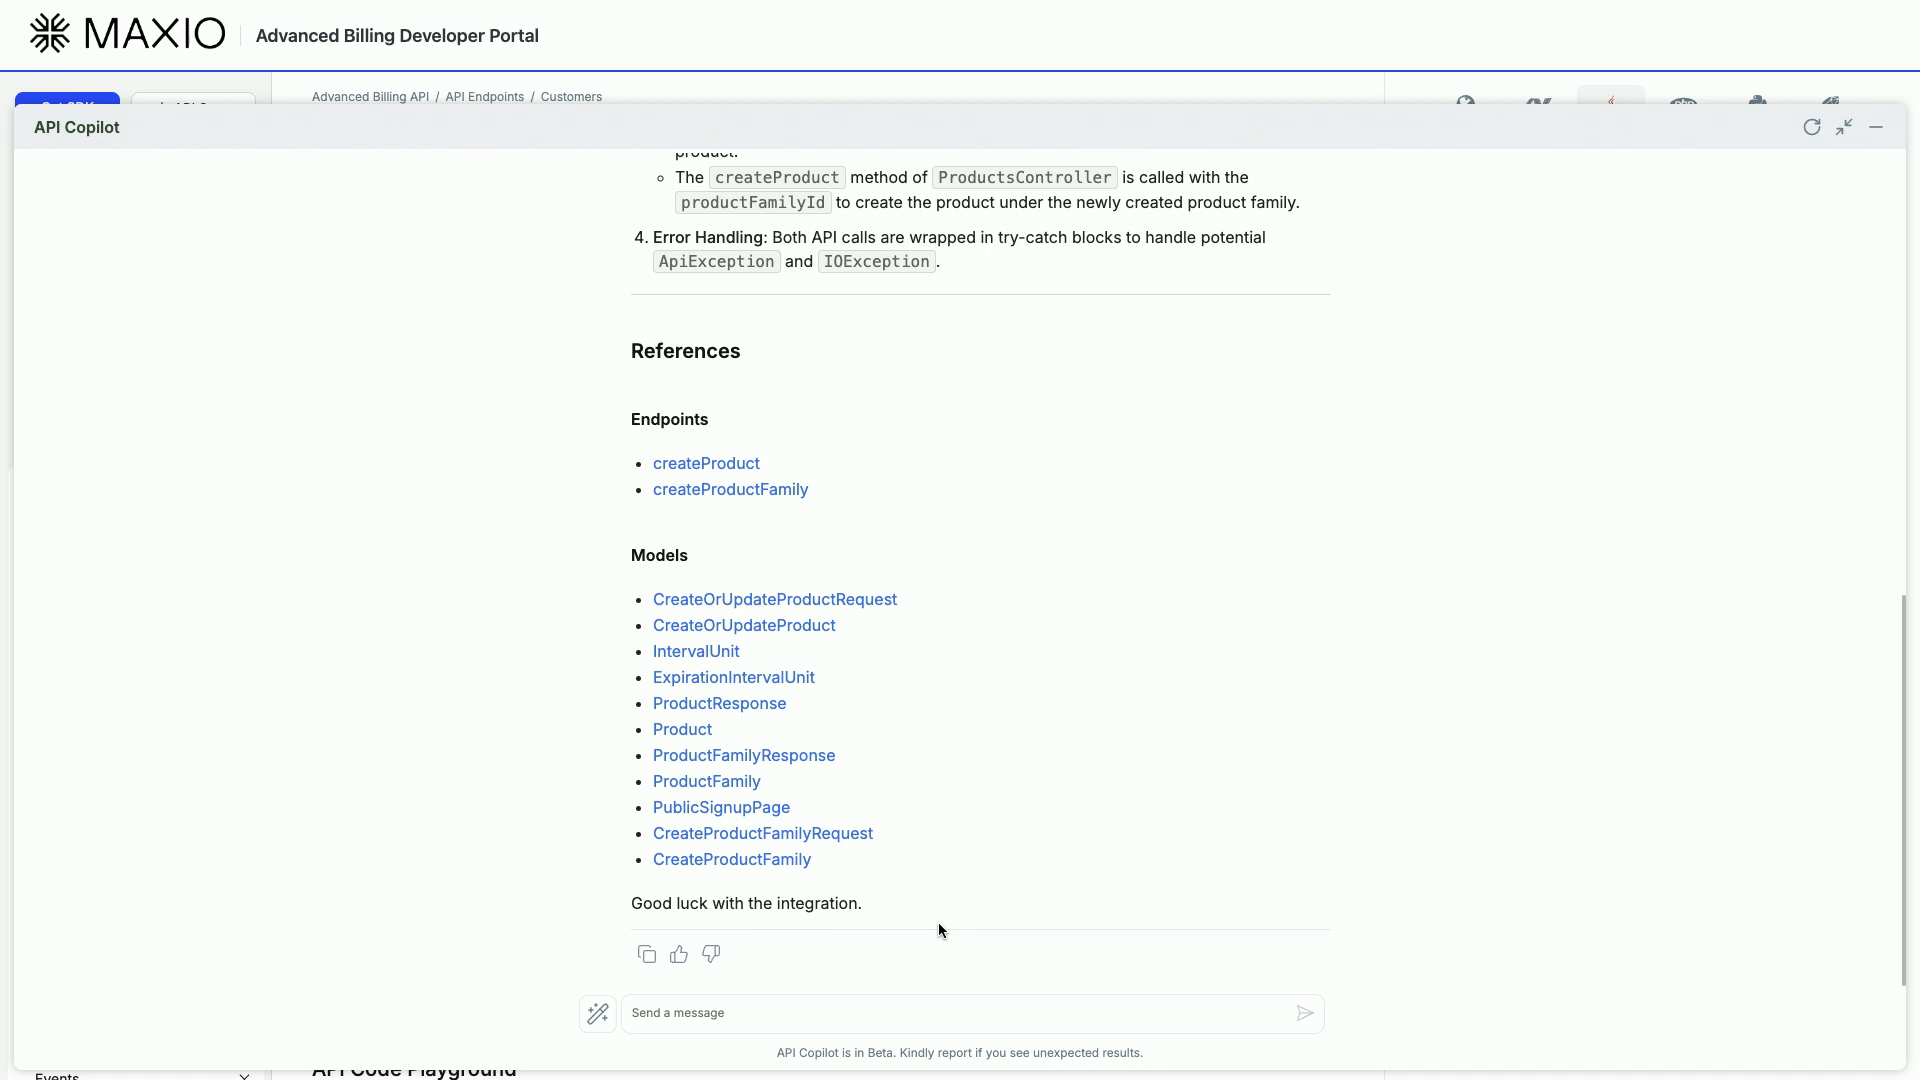 MAXIO
Advanced Billing Developer Portal
Advanced Billing API / API Endpoints / Customers
API Copilot
product.
The createProduct method of ProductsController is called with the
productFamilyId to create the product under the newly created product family.
4. Error Handling: Both API calls are wrapped in try-catch blocks to handle potential
ApiException and IOException.
References
Endpoints
createProduct
createProductFamily
Models
CreateOrUpdateProductRequest
CreateOrUpdateProduct
IntervalUnit
ExpirationIntervalUnit
ProductResponse
Product
ProductFamilyResponse
ProductFamily
PublicSignupPage
CreateProductFamilyRequest
CreateProductFamily
Good luck with the integration.
Send a message
API Copilot is in Beta. Kindly report if you see unexpected results.
Events
API Code Playground